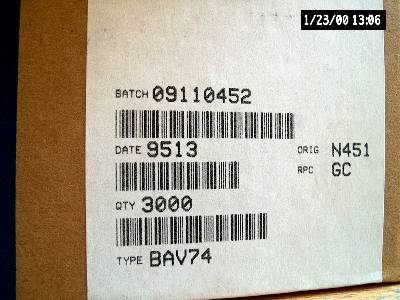 1/23/00 13:06
BATCH 09110452
DATE 9513
ORIG N451
RPC GC
QTY 3000
TYPE BAV74